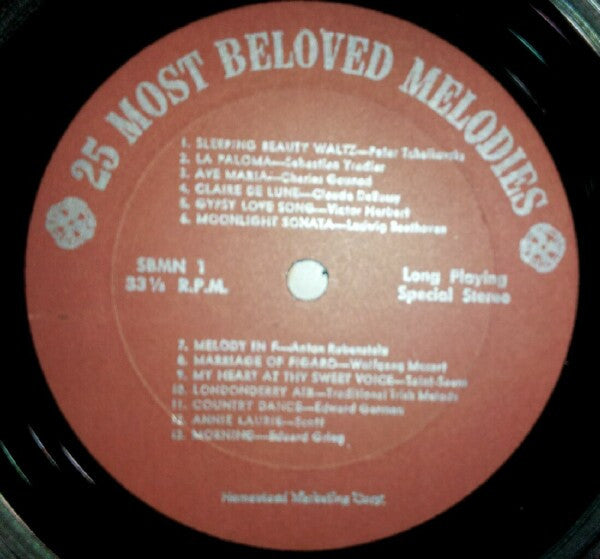 25 MOST BELOVED MELODIES
1. SLEEPING BEAUTY WALTZ—Peter Tchaikovsky
2. LA PALOMA—Sebastian Yradier
3. AVE MARIA—Charles Gounod
4. CLAIRE DE LUNE—Claude DeBussy
5. GYPSY LOVE SONG—Victor Herbert
6. MOONLIGHT SONATA—Ludwig Beethoven
SBMN 1
33⅓ R.P.M.
Long Playing
Special Stereo
7. MELODY IN F—Anton Rubenstein
8. MARRIAGE OF FIGARO—Wolfgang Mozart
9. MY HEART AT THY SWEET VOICE—Saint-Saens
10. LONDONDERRY AIR—Traditional Irish Melody
11. COUNTRY DANCE—Edward German
12. ANNIE LAURIE—Scott
13. MORNING—Edvard Grieg
Homestead Marketing Corp.